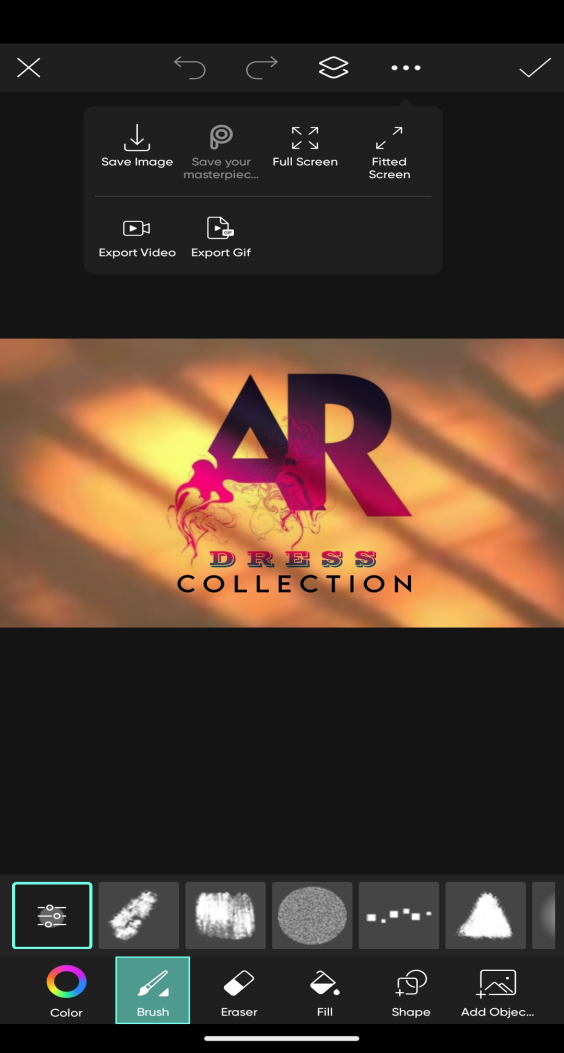 Save Image
Save your
masterpiec...
Full Screen
Fitted
Screen
Export Video
GIF
Export Gif
AR
DRESS
COLLECTION
Color
Brush
Eraser
Fill
Shape
Add Objec...